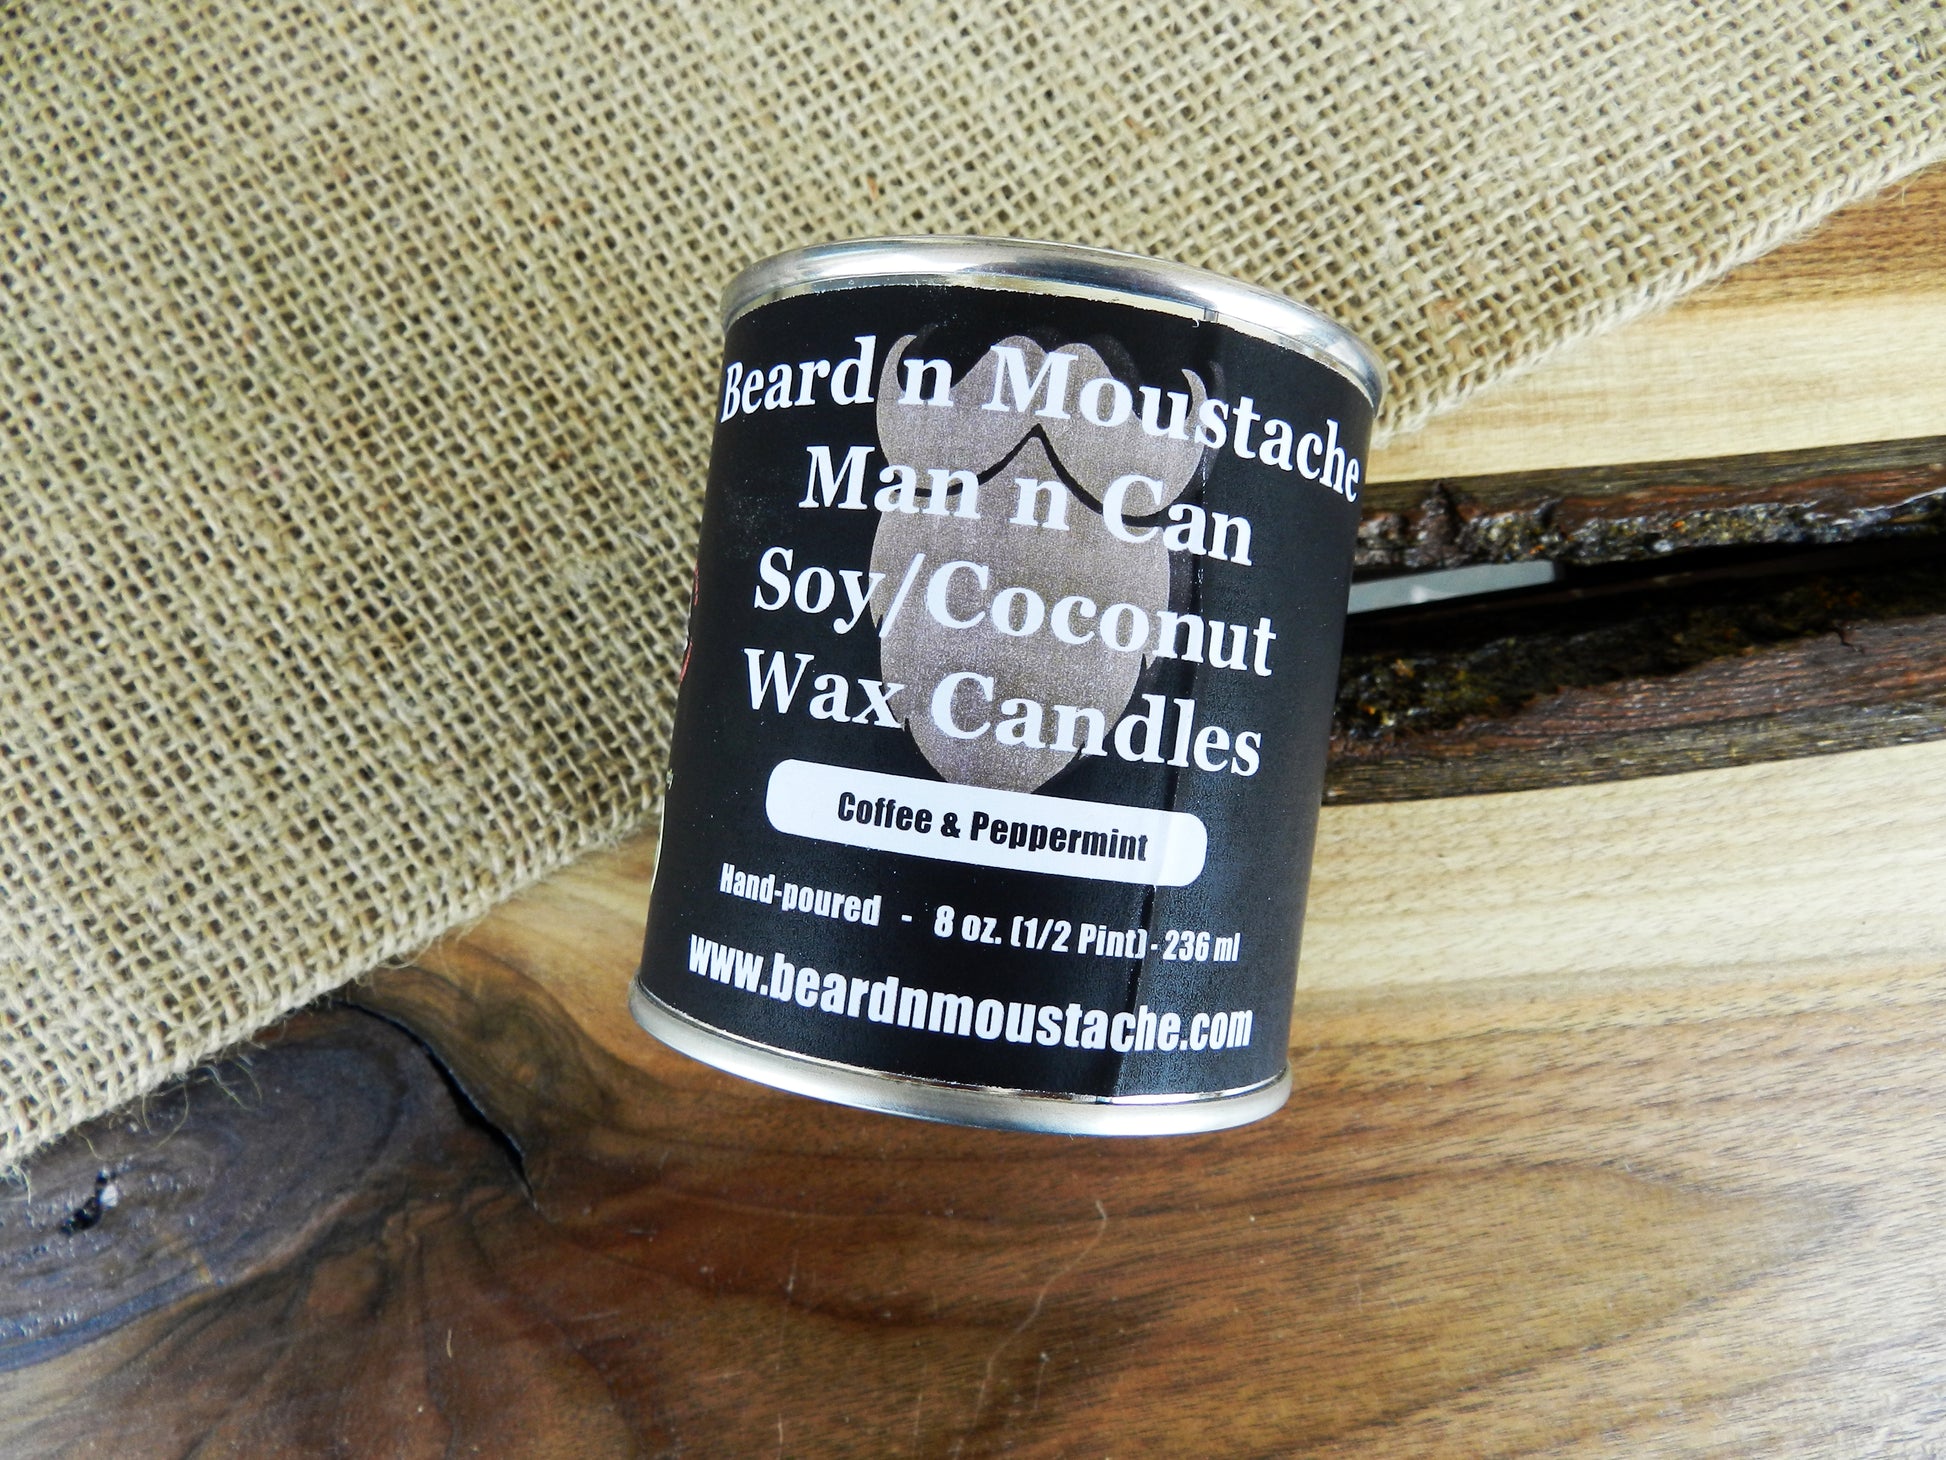 Beard n Moustache
Man n Can
Soy/Coconut
Wax Candles
Coffee & Peppermint
Hand-poured - 8 oz. (1/2 Pint) - 236 ml
www.beardnmoustache.com